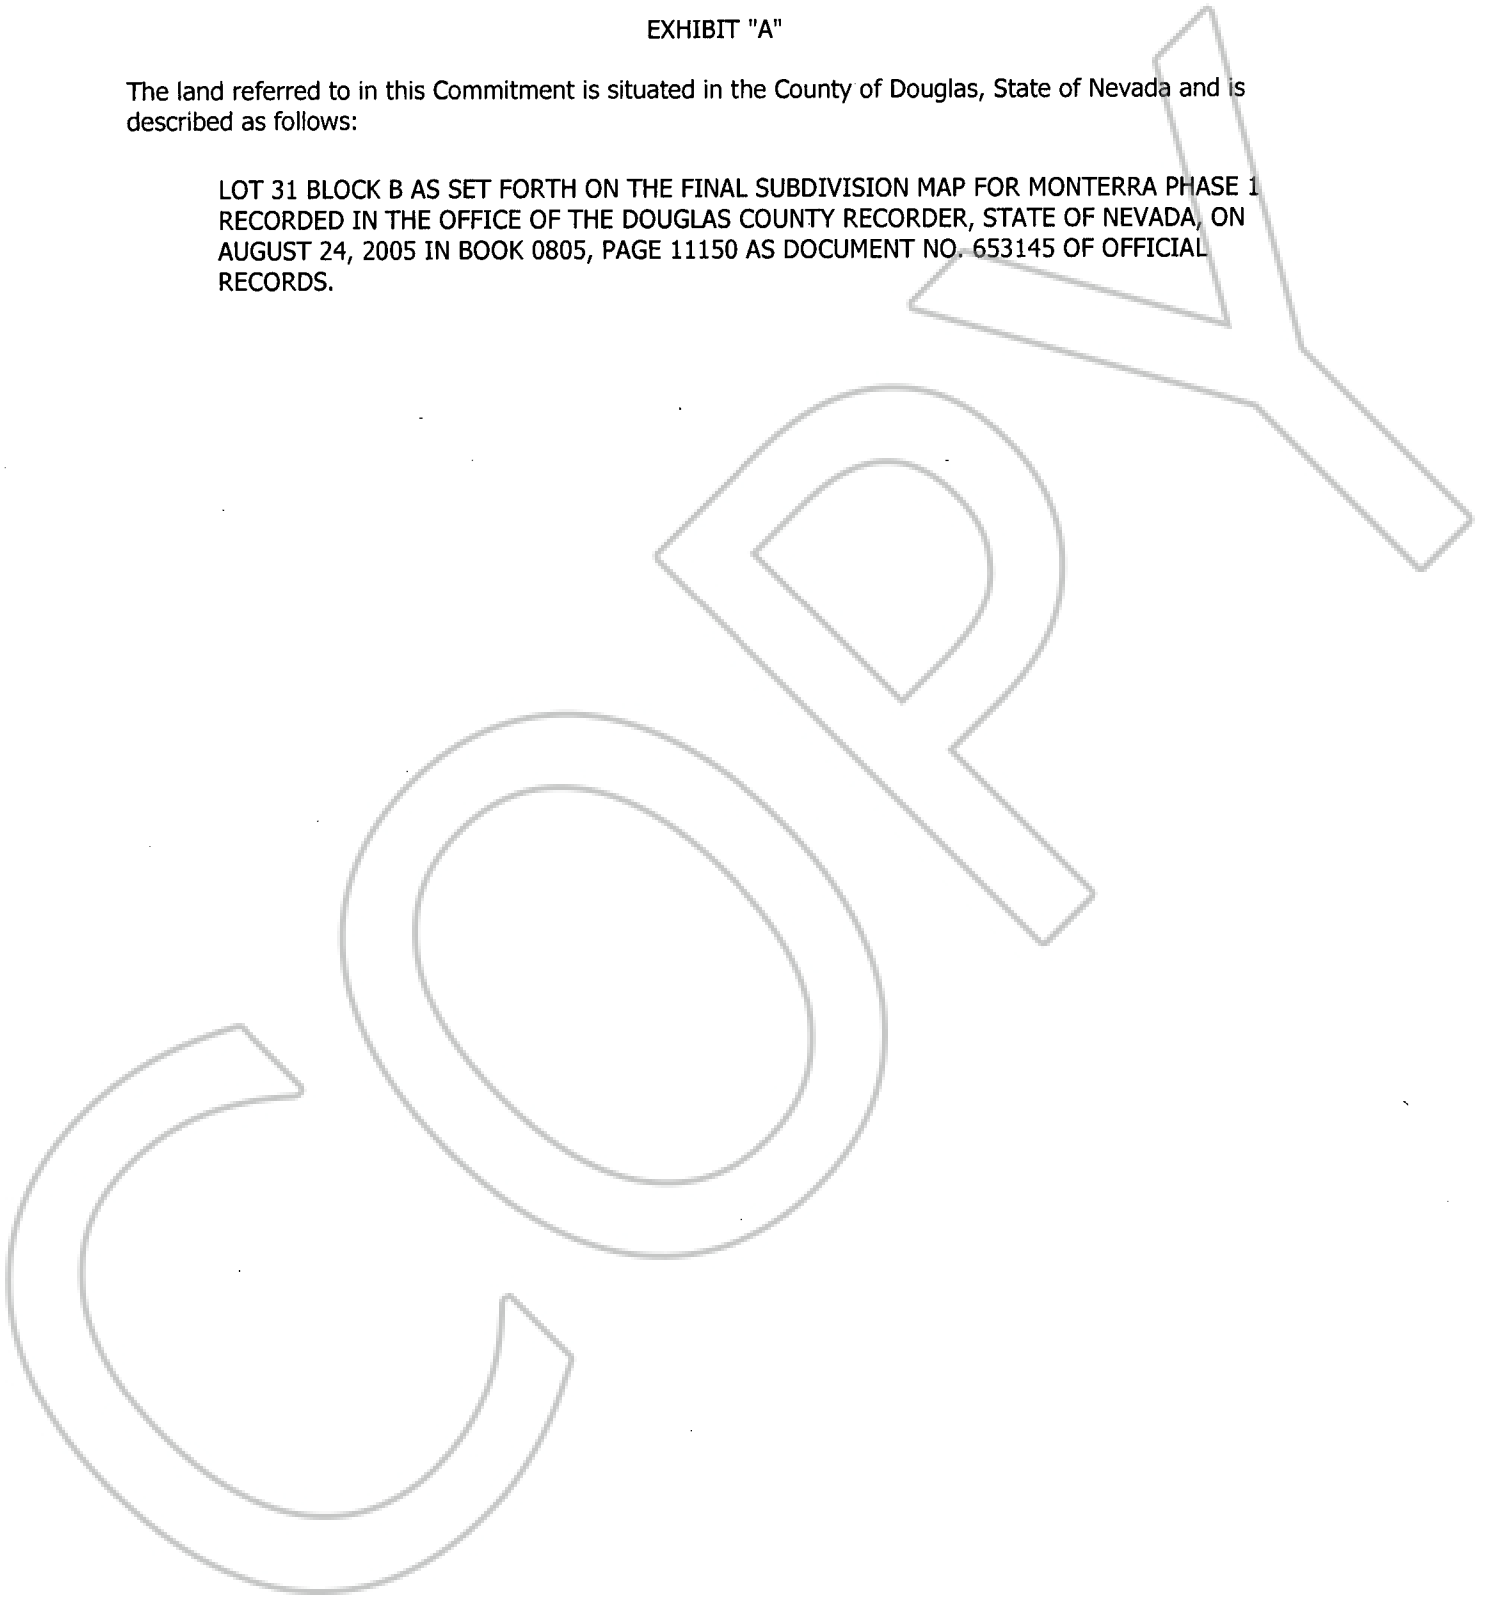 EXHIBIT "A"
The land referred to in this Commitment is situated in the County of Douglas, State of Nevada and is
described as follows:
LOT 31 BLOCK B AS SET FORTH ON THE FINAL SUBDIVISION MAP FOR MONTERRA PHASE 1
RECORDED IN THE OFFICE OF THE DOUGLAS COUNTY RECORDER, STATE OF NEVADA, ON
AUGUST 24, 2005 IN BOOK 0805, PAGE 11150 AS DOCUMENT NO. 653145 OF OFFICIAL
RECORDS.
COPY